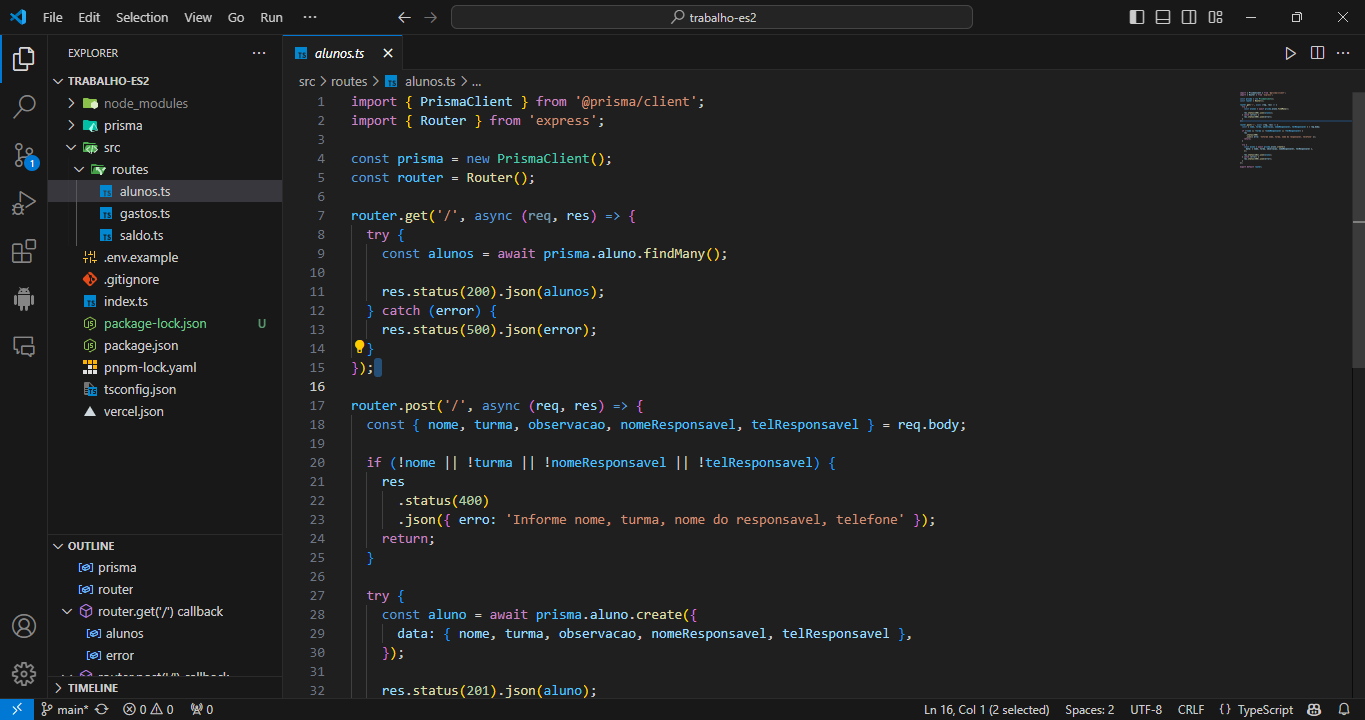 File Edit Selection View Go Run ···
trabalho-es2
EXPLORER ···
TRABALHO-ES2
node_modules
prisma
src
routes
alunos.ts
gastos.ts
saldo.ts
.env.example
.gitignore
index.ts
package-lock.json U
package.json
pnpm-lock.yaml
tsconfig.json
vercel.json
OUTLINE
prisma
router
router.get('/') callback
alunos
error
router.post('/') callback
TIMELINE
1
alunos.ts
src > routes > alunos.ts > ...
1 import { PrismaClient } from '@prisma/client';
2 import { Router } from 'express';
3
4 const prisma = new PrismaClient();
5 const router = Router();
6
7 router.get('/', async (req, res) => {
8 try {
9 const alunos = await prisma.aluno.findMany();
10
11 res.status(200).json(alunos);
12 } catch (error) {
13 res.status(500).json(error);
14 }
15 });
16
17 router.post('/', async (req, res) => {
18 const { nome, turma, observacao, nomeResponsavel, telResponsavel } = req.body;
19
20 if (!nome || !turma || !nomeResponsavel || !telResponsavel) {
21 res
22 .status(400)
23 .json({ erro: 'Informe nome, turma, nome do responsavel, telefone' });
24 return;
25 }
26
27 try {
28 const aluno = await prisma.aluno.create({
29 data: { nome, turma, observacao, nomeResponsavel, telResponsavel },
30 });
31
32 res.status(201).json(aluno);
main* 0 0 0 Ln 16, Col 1 (2 selected) Spaces: 2 UTF-8 CRLF {} TypeScript